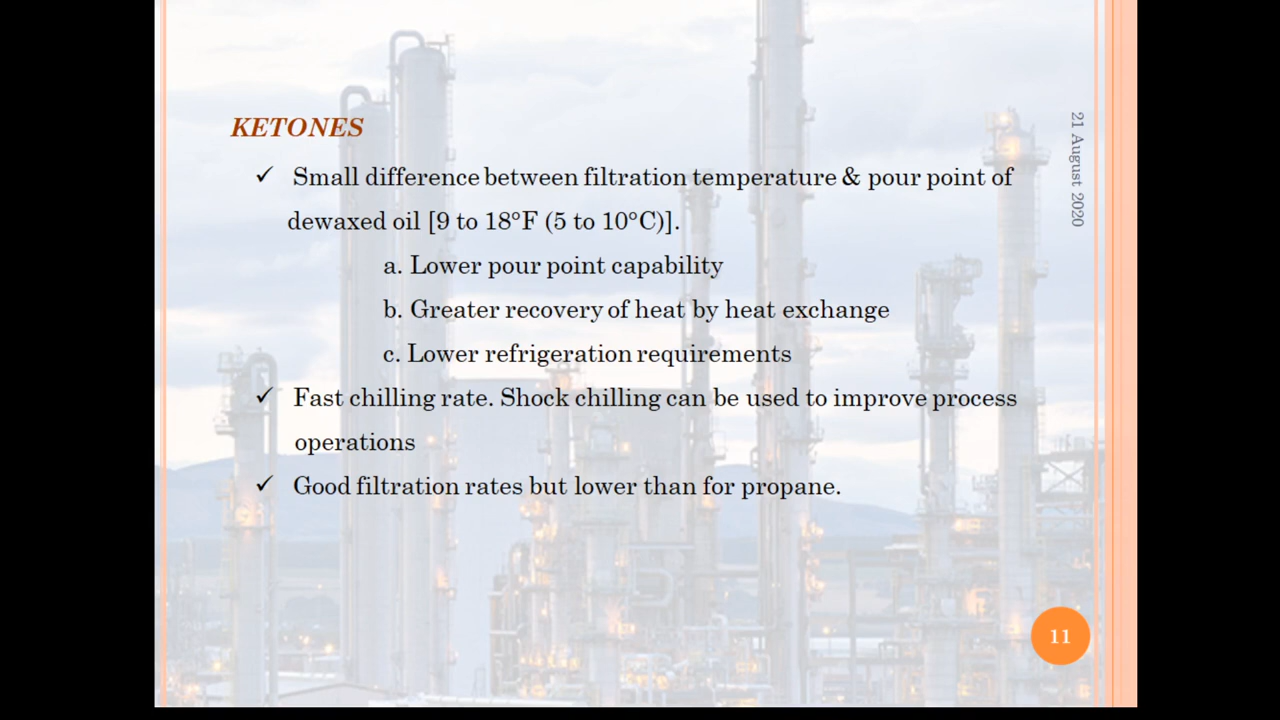 KETONES
✓ Small difference between filtration temperature & pour point of
dewaxed oil [9 to 18°F (5 to 10°C)].
a. Lower pour point capability
b. Greater recovery of heat by heat exchange
c. Lower refrigeration requirements
✓ Fast chilling rate. Shock chilling can be used to improve process
operations
✓ Good filtration rates but lower than for propane.
21 August 2020
11